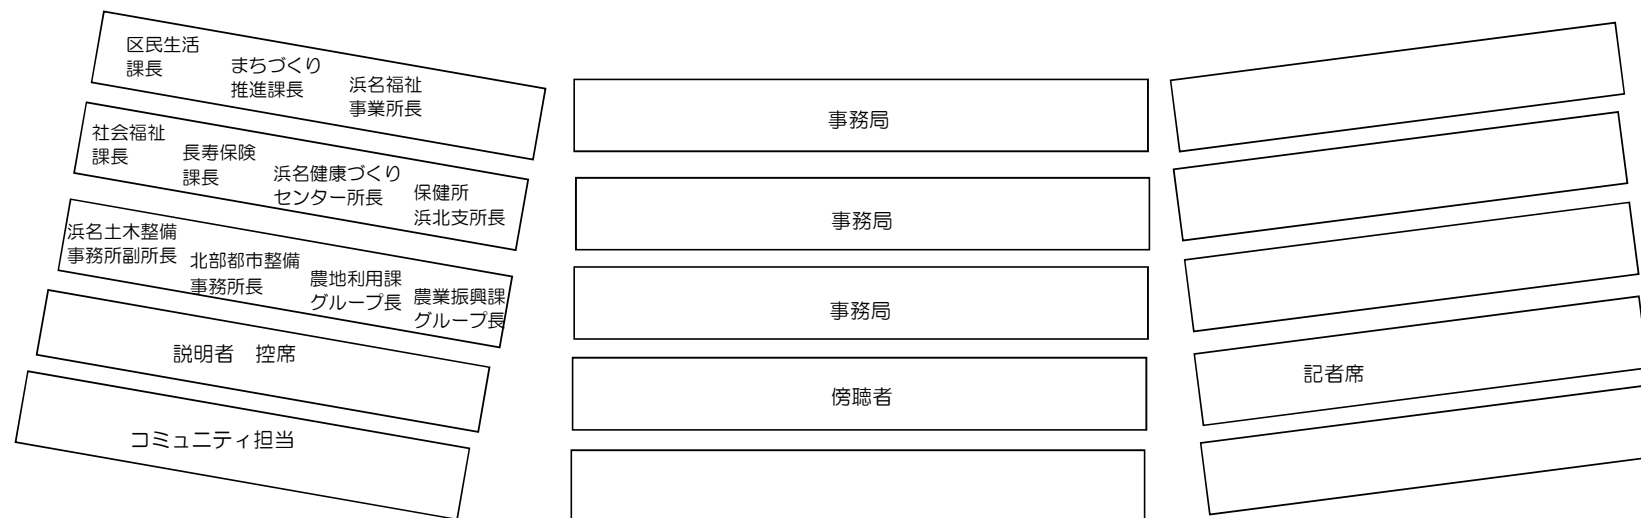 区民生活
課長
まちづくり
推進課長
浜名福祉
事業所長
社会福祉
課長
長寿保険
課長
浜名健康づくり
センター所長
保健所
浜北支所長
浜名土木整備
事務所副所長
北部都市整備
事務所長
農地利用課
グループ長
農業振興課
グループ長
説明者　控席
コミュニティ担当
事務局
事務局
事務局
傍聴者
記者席